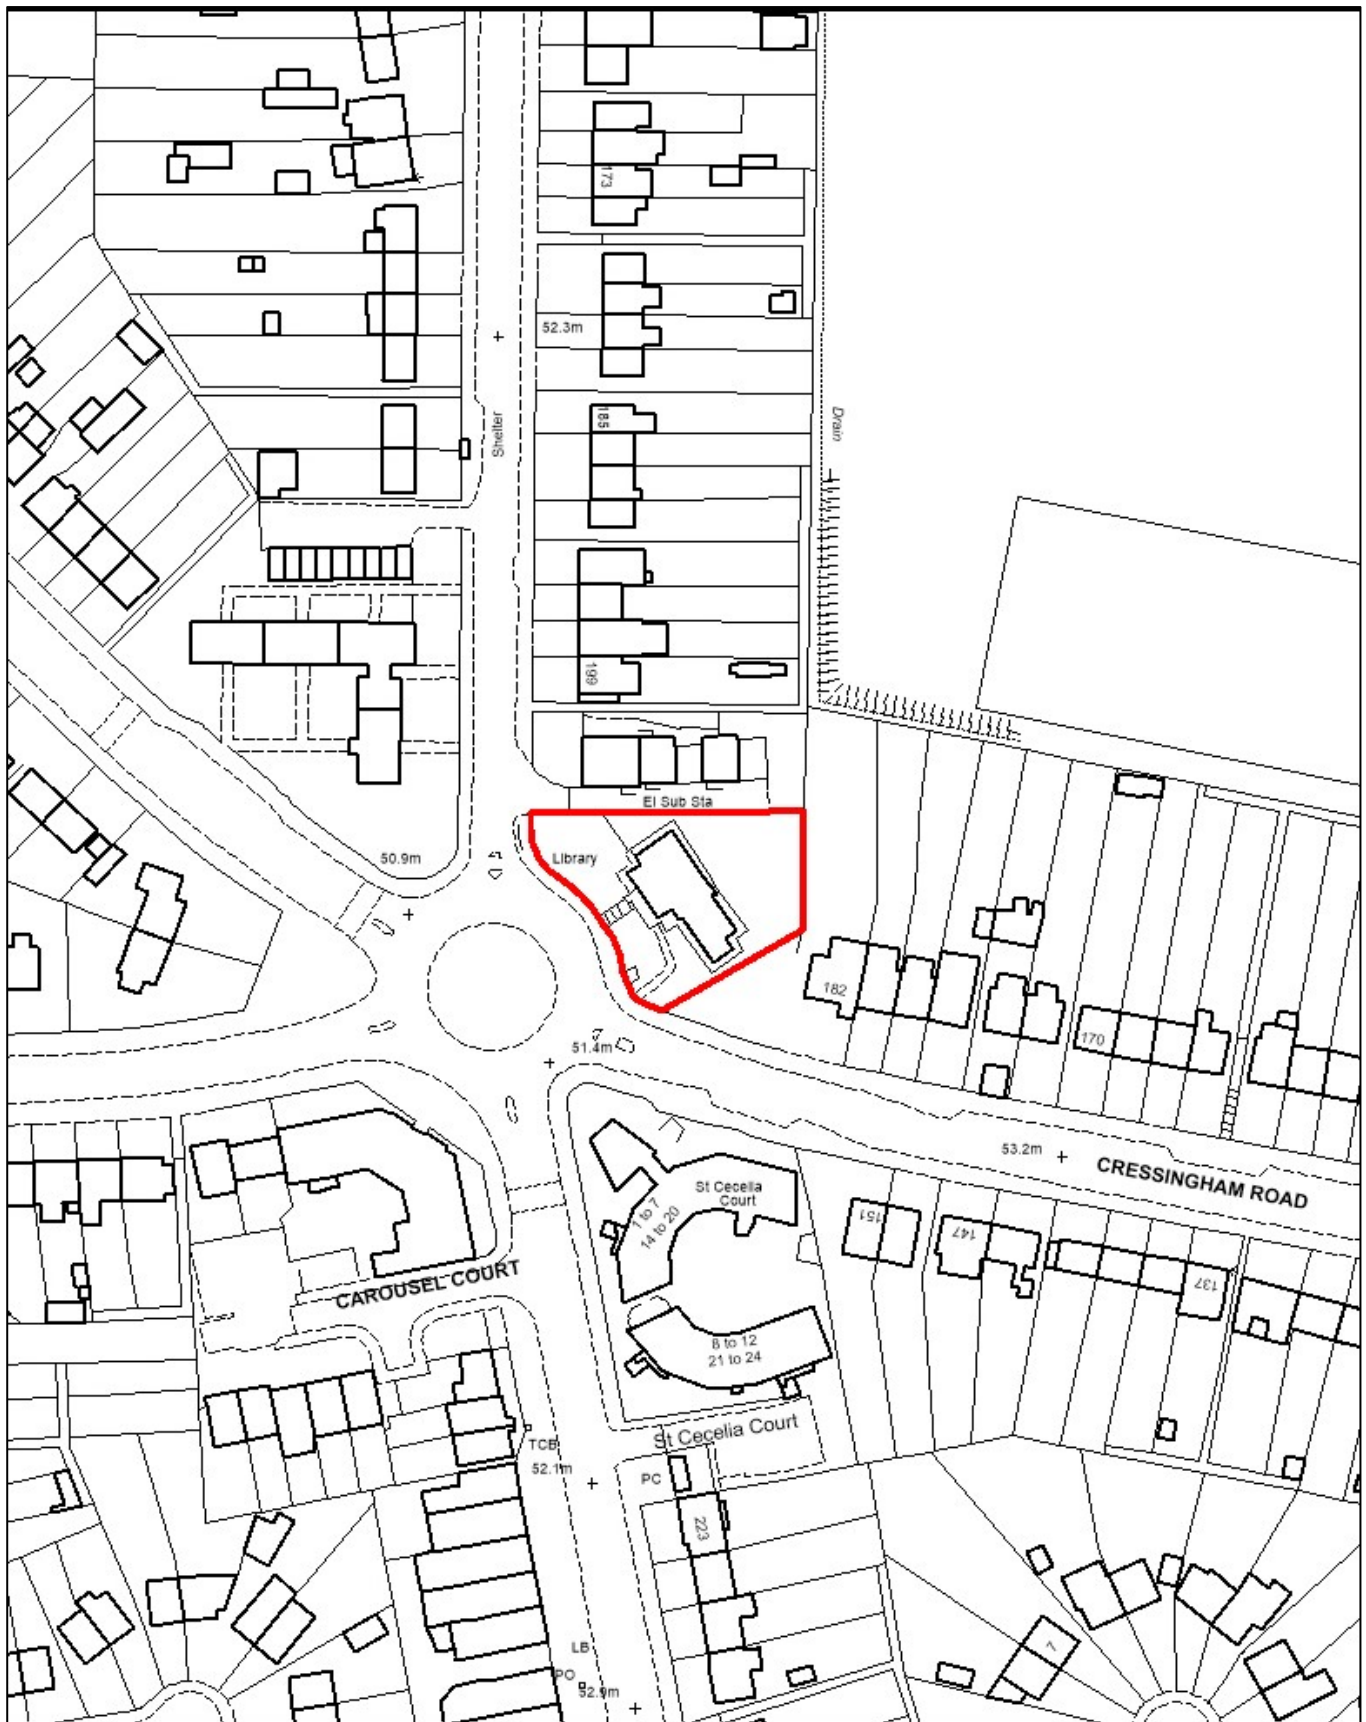 173
52.3m
Shelter
185
Drain
199
El Sub Sta
Library
50.9m
182
170
51.4m
53.2m
CRESSINGHAM ROAD
St Cecelia
Court
1 to 7
14 to 20
151
147
137
CAROUSEL COURT
8 to 12
21 to 24
St Cecelia Court
TCB
52.1m
PC
223
LB
PO
52.9m
7